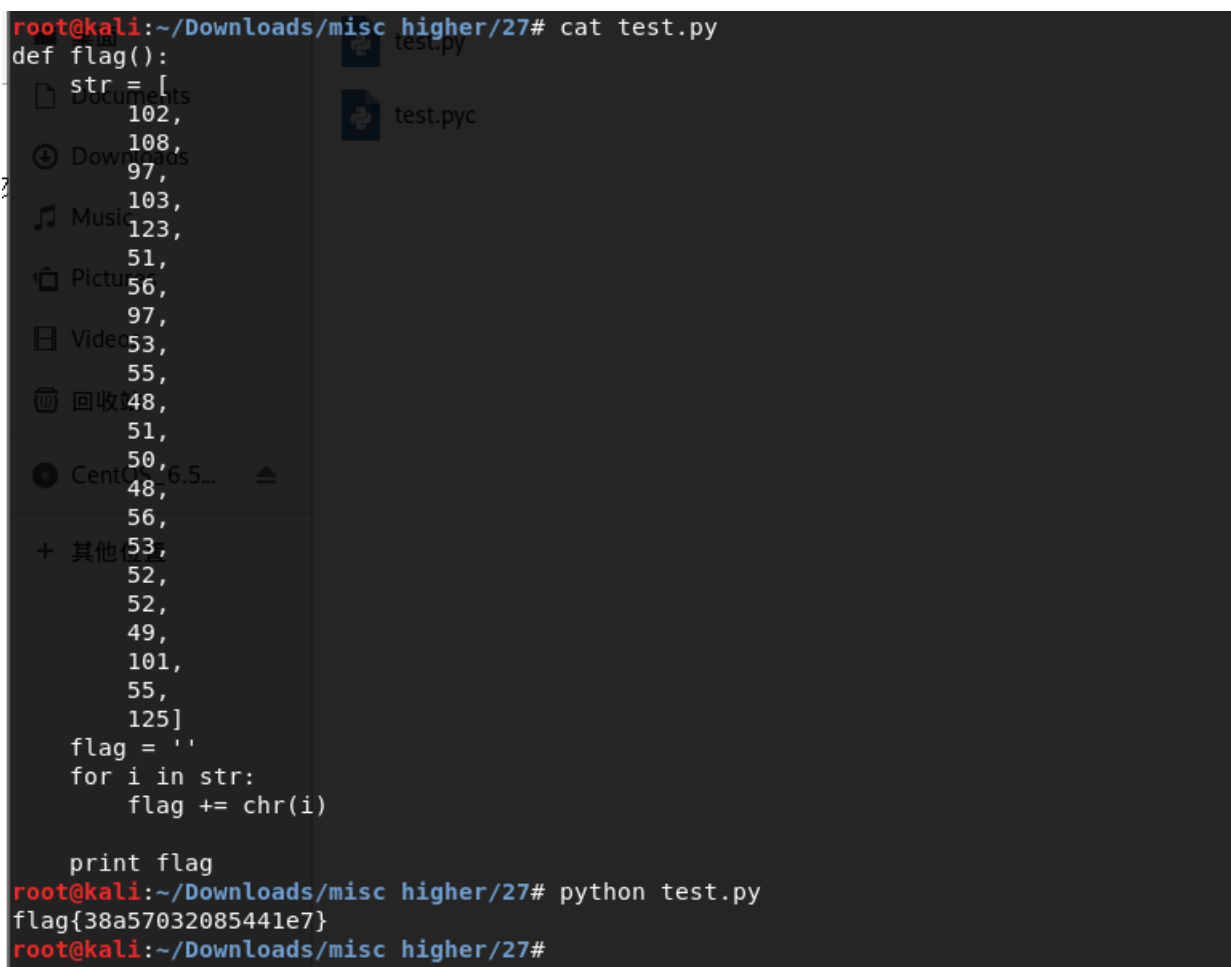 root@kali:~/Downloads/misc higher/27# cat test.py
def flag():
    str = [
        102,
        108,
        97,
        103,
        123,
        51,
        56,
        97,
        53,
        55,
        48,
        51,
        50,
        48,
        56,
        53,
        52,
        52,
        49,
        101,
        55,
        125]
    flag = ''
    for i in str:
        flag += chr(i)

    print flag
root@kali:~/Downloads/misc higher/27# python test.py
flag{38a57032085441e7}
root@kali:~/Downloads/misc higher/27#
test.py
Documents
test.pyc
Downloads
Music
Pictures
Videos
回收站
CentOS_6.5...
+ 其他位置